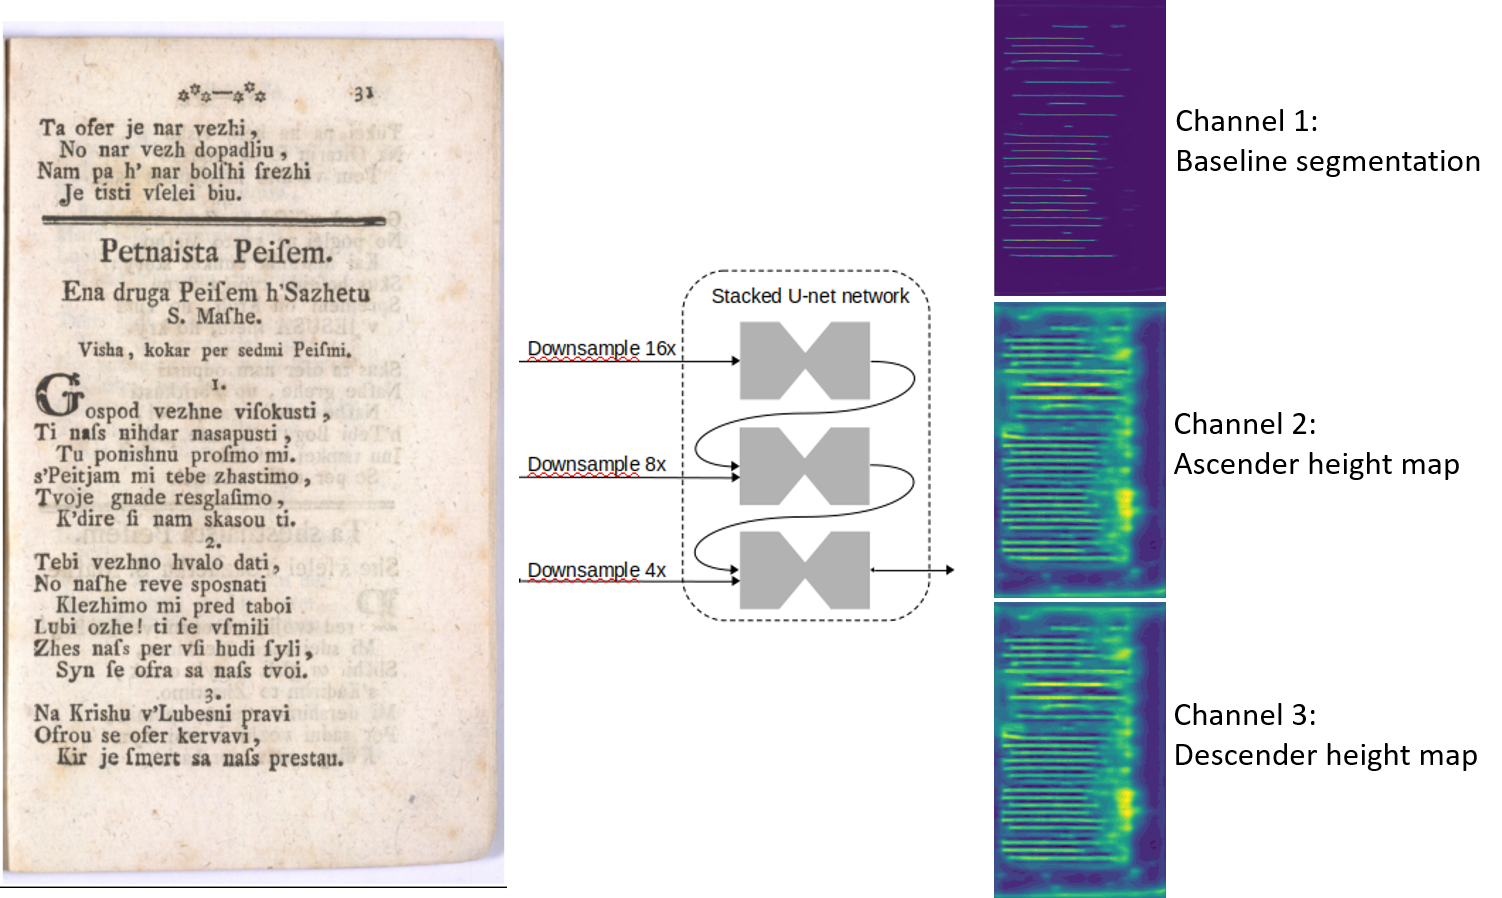 31
Ta ofer je nar vezhi,
No nar vezh dopadliu,
Nam pa h' nar bolſhi ſrezhi
Je tisti vſelei biu.
Petnaista Peiſem.
Ena druga Peiſem h'Sazhetu
S. Maſhe.
Visha, kokar per sedmi Peiſmi.
1.
Gospod vezhne viſokusti,
Ti naſs nihdar nasapusti,
Tu ponishnu proſmo mi.
s'Peitjam mi tebe zhastimo,
Tvoje gnade resglaſimo,
K'dire ſi nam skasou ti.
2.
Tebi vezhno hvalo dati,
No naſhe reve sposnati
Klezhimo mi pred taboi
Lubi ozhe! ti ſe vſmili
Zhes naſs per vſi hudi ſyli,
Syn ſe ofra sa naſs tvoi.
3.
Na Krishu v'Lubesni pravi
Ofrou se ofer kervavi,
Kir je ſmert sa naſs prestau.
Stacked U-net network
Downsample 16x
Downsample 8x
Downsample 4x
Channel 1:
Baseline segmentation
Channel 2:
Ascender height map
Channel 3:
Descender height map